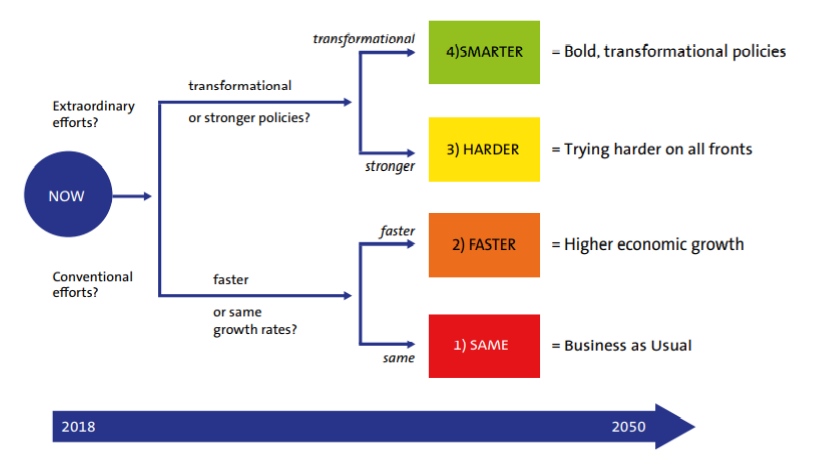 transformational
4)SMARTER
= Bold, transformational policies
transformational
or stronger policies?
Extraordinary
efforts?
3) HARDER
= Trying harder on all fronts
stronger
NOW
faster
2) FASTER
= Higher economic growth
Conventional
efforts?
faster
or same
growth rates?
1) SAME
= Business as Usual
same
2018
2050